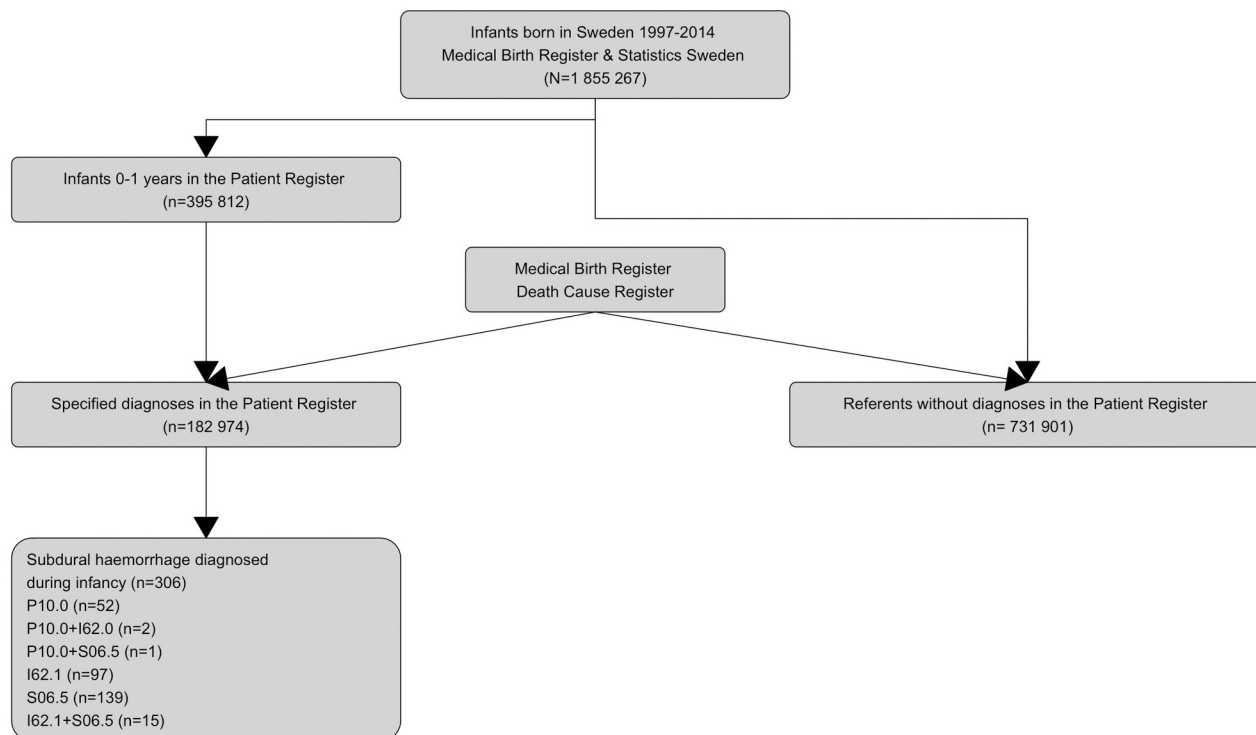 Infants born in Sweden 1997-2014
Medical Birth Register & Statistics Sweden
(N=1 855 267)
Infants 0-1 years in the Patient Register
(n=395 812)
Medical Birth Register
Death Cause Register
Specified diagnoses in the Patient Register
(n=182 974)
Referents without diagnoses in the Patient Register
(n= 731 901)
Subdural haemorrhage diagnosed
during infancy (n=306)
P10.0 (n=52)
P10.0+I62.0 (n=2)
P10.0+S06.5 (n=1)
I62.1 (n=97)
S06.5 (n=139)
I62.1+S06.5 (n=15)